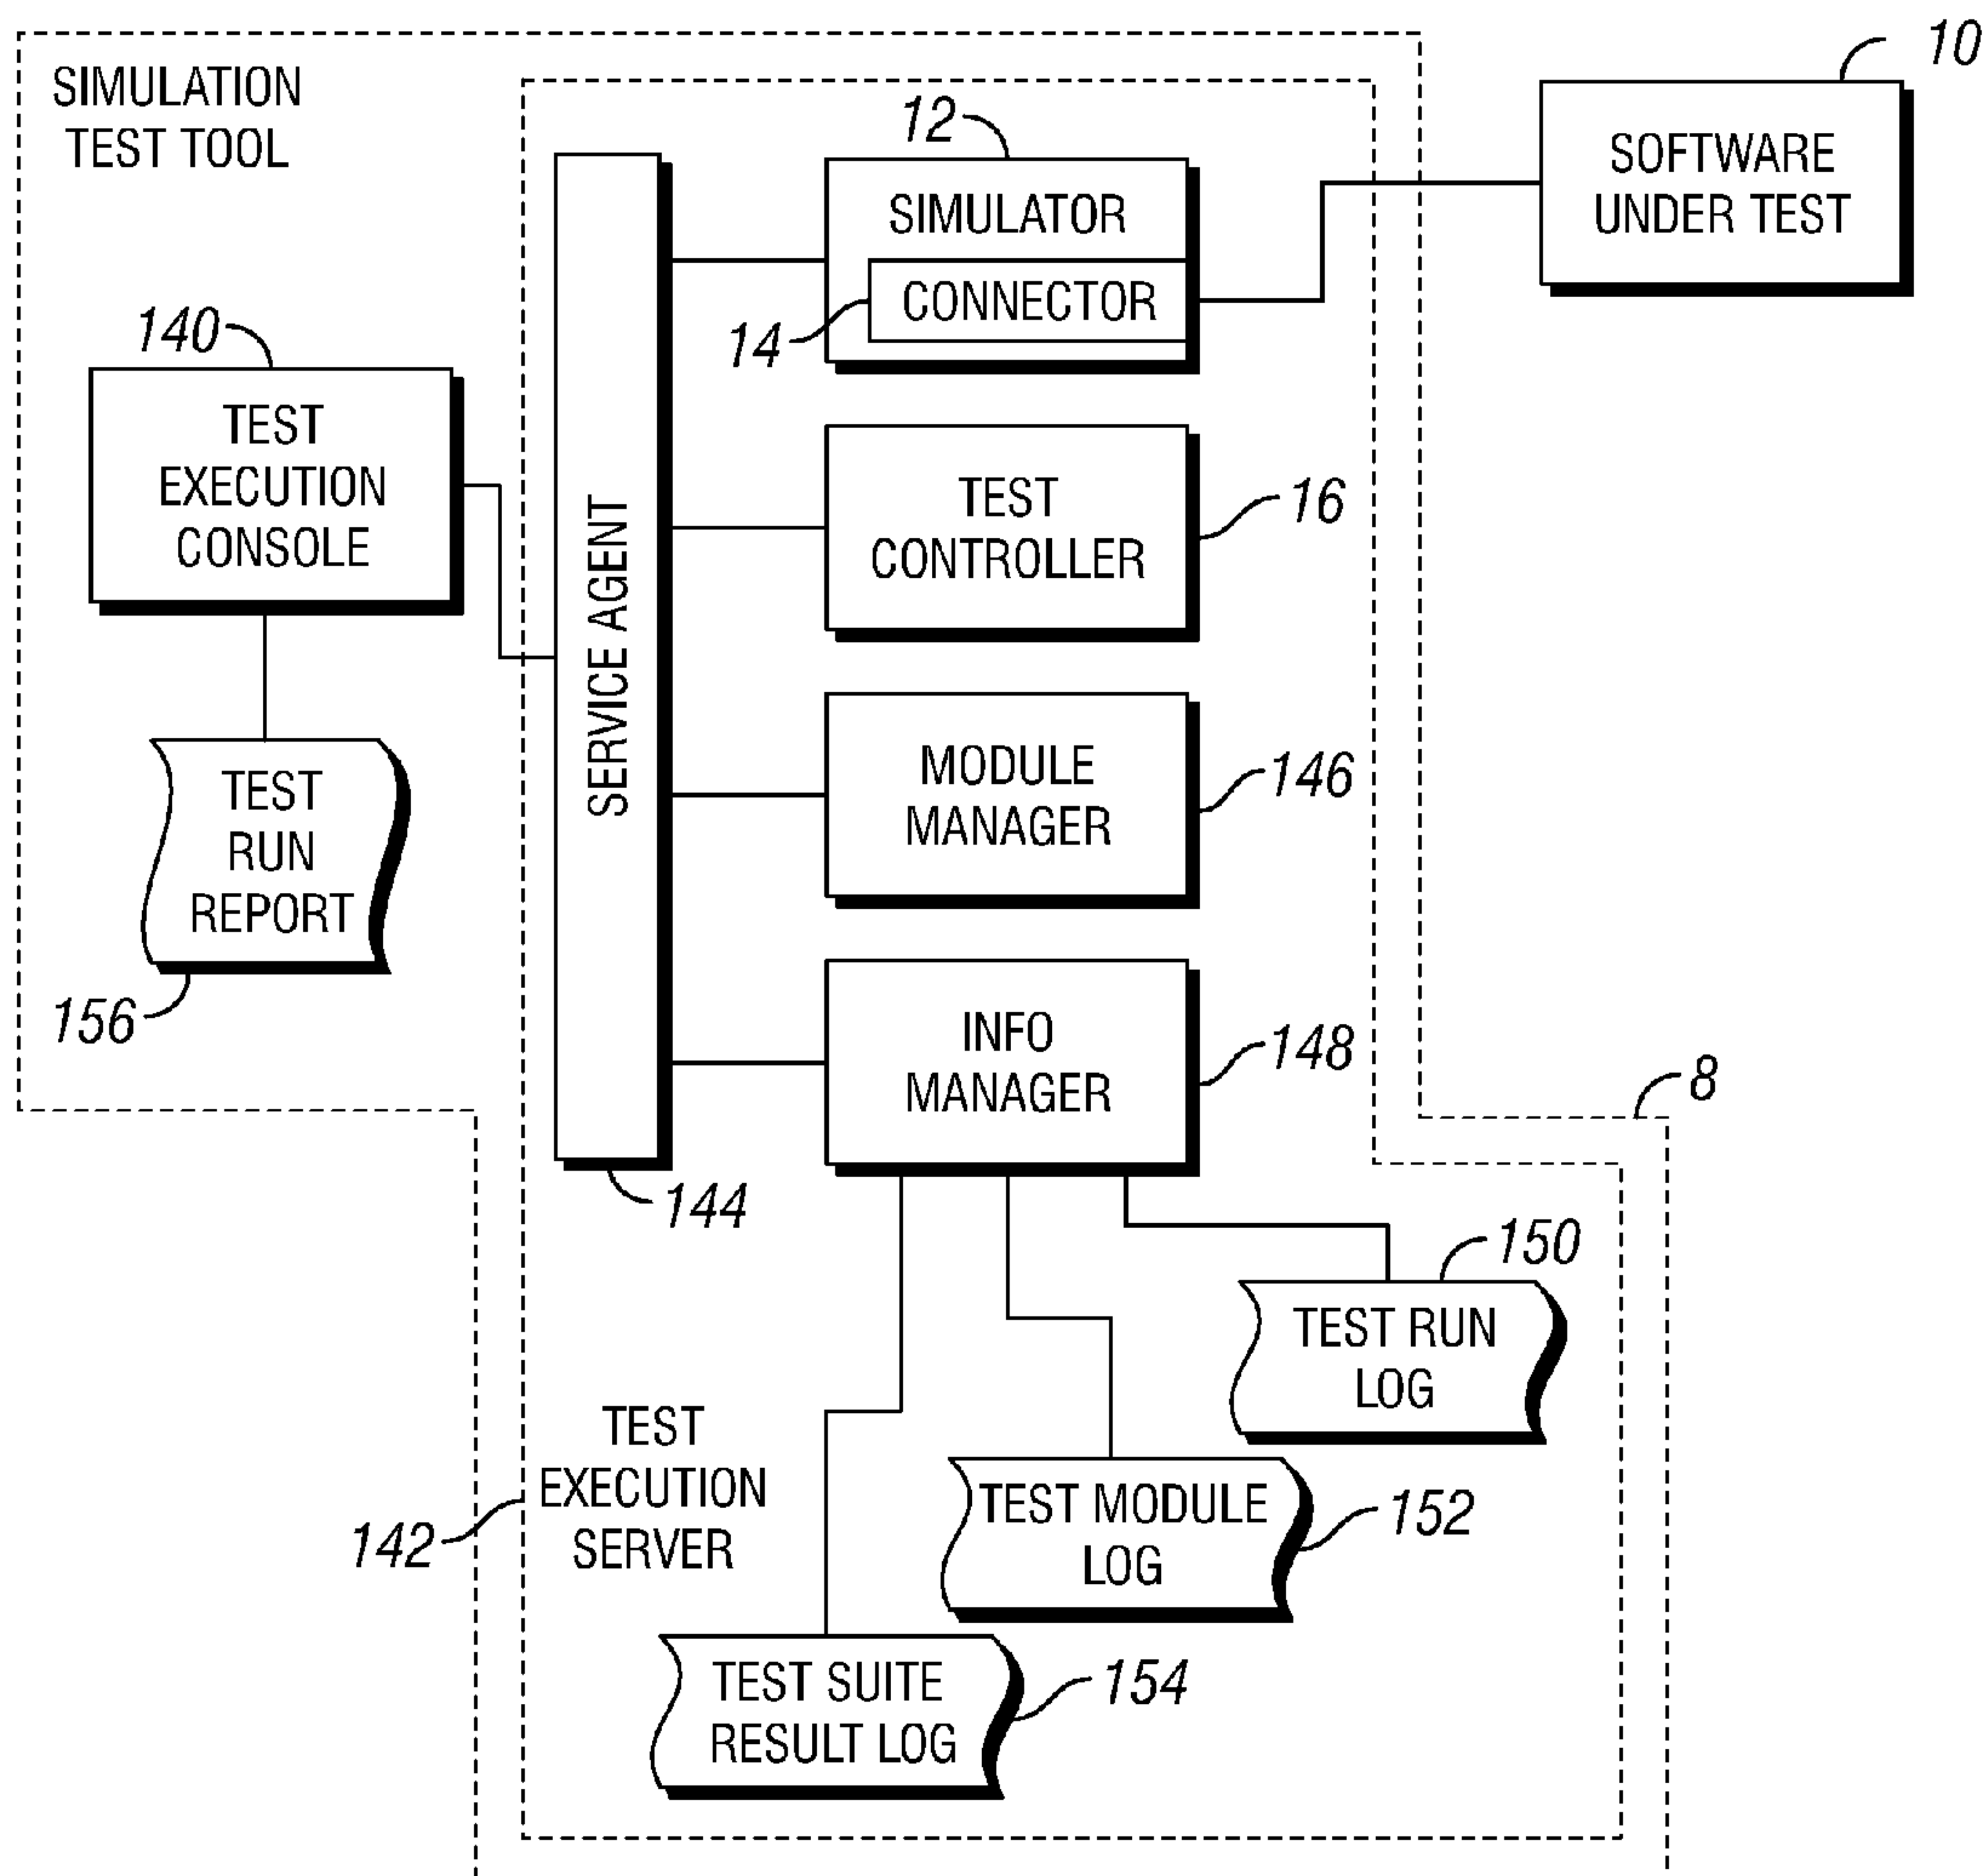 SIMULATION
TEST TOOL
10
SOFTWARE
UNDER TEST
12
SIMULATOR
CONNECTOR
14
140
TEST
EXECUTION
CONSOLE
SERVICE AGENT
144
TEST
CONTROLLER
16
MODULE
MANAGER
146
TEST
RUN
REPORT
156
INFO
MANAGER
148
8
150
TEST RUN
LOG
TEST
EXECUTION
SERVER
142
TEST MODULE
LOG
152
TEST SUITE
RESULT LOG
154